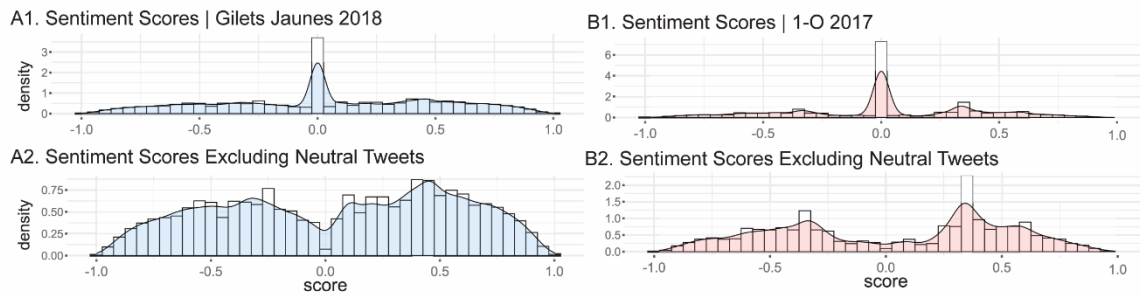 A1. Sentiment Scores | Gilets Jaunes 2018
density
3
2
1
0
-1.0 -0.5 0.0 0.5 1.0
B1. Sentiment Scores | 1-O 2017
6
4
2
0
-1.0 -0.5 0.0 0.5 1.0
A2. Sentiment Scores Excluding Neutral Tweets
density
0.75
0.50
0.25
0.00
-1.0 -0.5 0.0 0.5 1.0
score
B2. Sentiment Scores Excluding Neutral Tweets
2.0
1.5
1.0
0.5
0.0
-1.0 -0.5 0.0 0.5 1.0
score